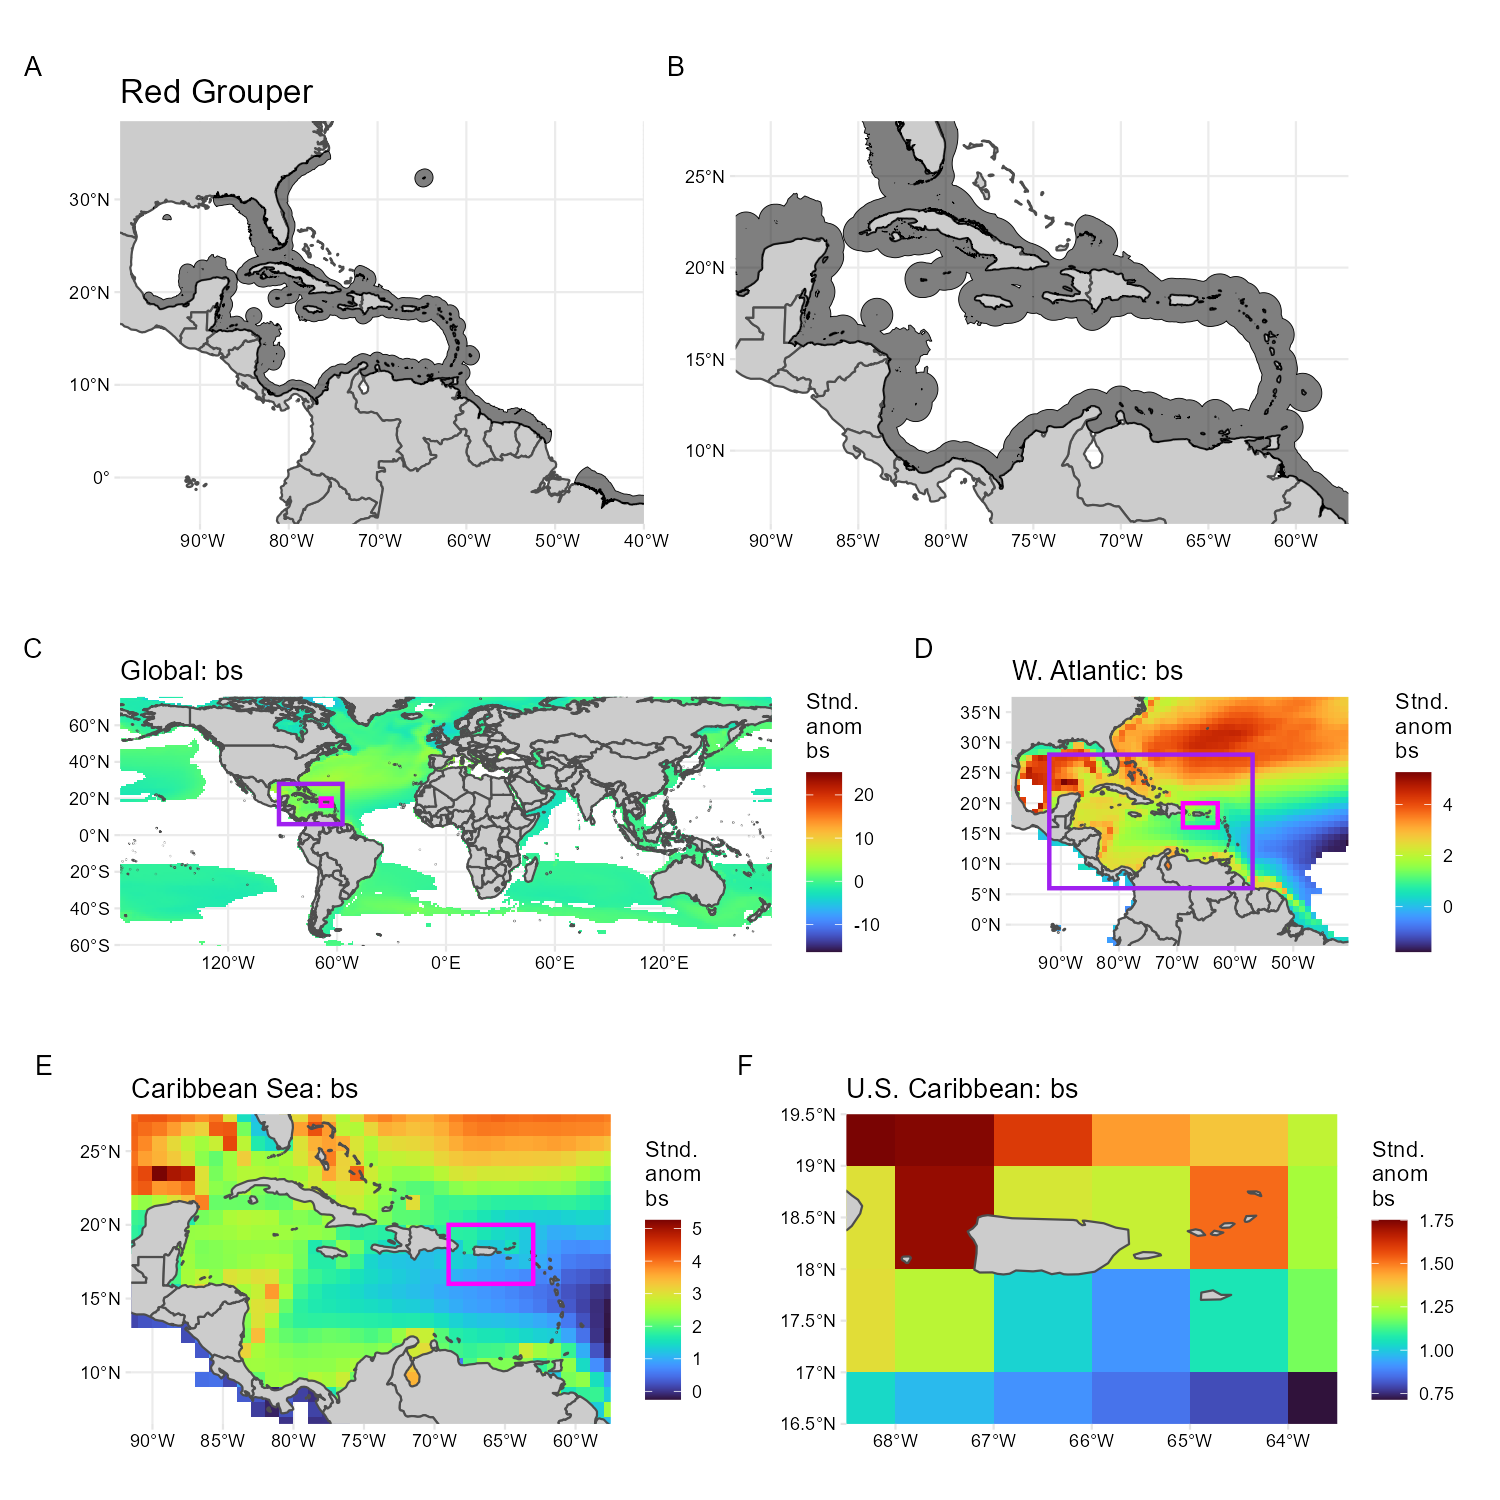 A
B
Red Grouper
30°N
20°N
10°N
0°
90°W 80°W 70°W 60°W 50°W 40°W
25°N
20°N
15°N
10°N
90°W 85°W 80°W 75°W 70°W 65°W 60°W
C
Global: bs
60°N
40°N
20°N
0°N
20°S
40°S
60°S
120°W 60°W 0°E 60°E 120°E
Stnd.
anom
bs
20
10
0
-10
D
W. Atlantic: bs
35°N
30°N
25°N
20°N
15°N
10°N
5°N
0°N
90°W 80°W 70°W 60°W 50°W
Stnd.
anom
bs
4
2
0
E
Caribbean Sea: bs
25°N
20°N
15°N
10°N
90°W 85°W 80°W 75°W 70°W 65°W 60°W
Stnd.
anom
bs
5
4
3
2
1
0
F
U.S. Caribbean: bs
19.5°N
19°N
18.5°N
18°N
17.5°N
17°N
16.5°N
68°W 67°W 66°W 65°W 64°W
Stnd.
anom
bs
1.75
1.50
1.25
1.00
0.75